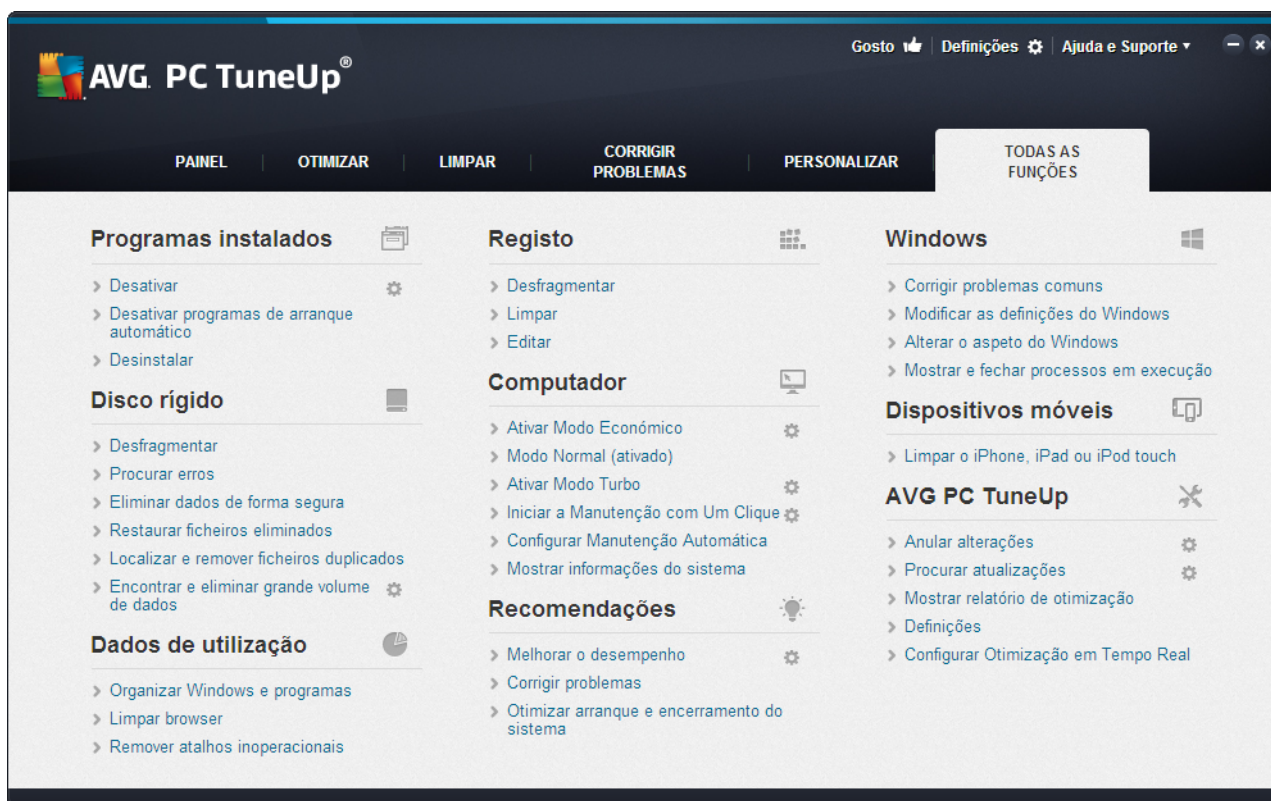 Gosto
Definições
Ajuda e Suporte
AVG. PC TuneUp®
PAINEL
OTIMIZAR
LIMPAR
CORRIGIR
PROBLEMAS
PERSONALIZAR
TODAS AS
FUNÇÕES
Programas instalados
Desativar
Desativar programas de arranque
automático
Desinstalar
Disco rígido
Desfragmentar
Procurar erros
Eliminar dados de forma segura
Restaurar ficheiros eliminados
Localizar e remover ficheiros duplicados
Encontrar e eliminar grande volume
de dados
Dados de utilização
Organizar Windows e programas
Limpar browser
Remover atalhos inoperacionais
Registo
Desfragmentar
Limpar
Editar
Computador
Ativar Modo Económico
Modo Normal (ativado)
Ativar Modo Turbo
Iniciar a Manutenção com Um Clique
Configurar Manutenção Automática
Mostrar informações do sistema
Recomendações
Melhorar o desempenho
Corrigir problemas
Otimizar arranque e encerramento do
sistema
Windows
Corrigir problemas comuns
Modificar as definições do Windows
Alterar o aspeto do Windows
Mostrar e fechar processos em execução
Dispositivos móveis
Limpar o iPhone, iPad ou iPod touch
AVG PC TuneUp
Anular alterações
Procurar atualizações
Mostrar relatório de otimização
Definições
Configurar Otimização em Tempo Real